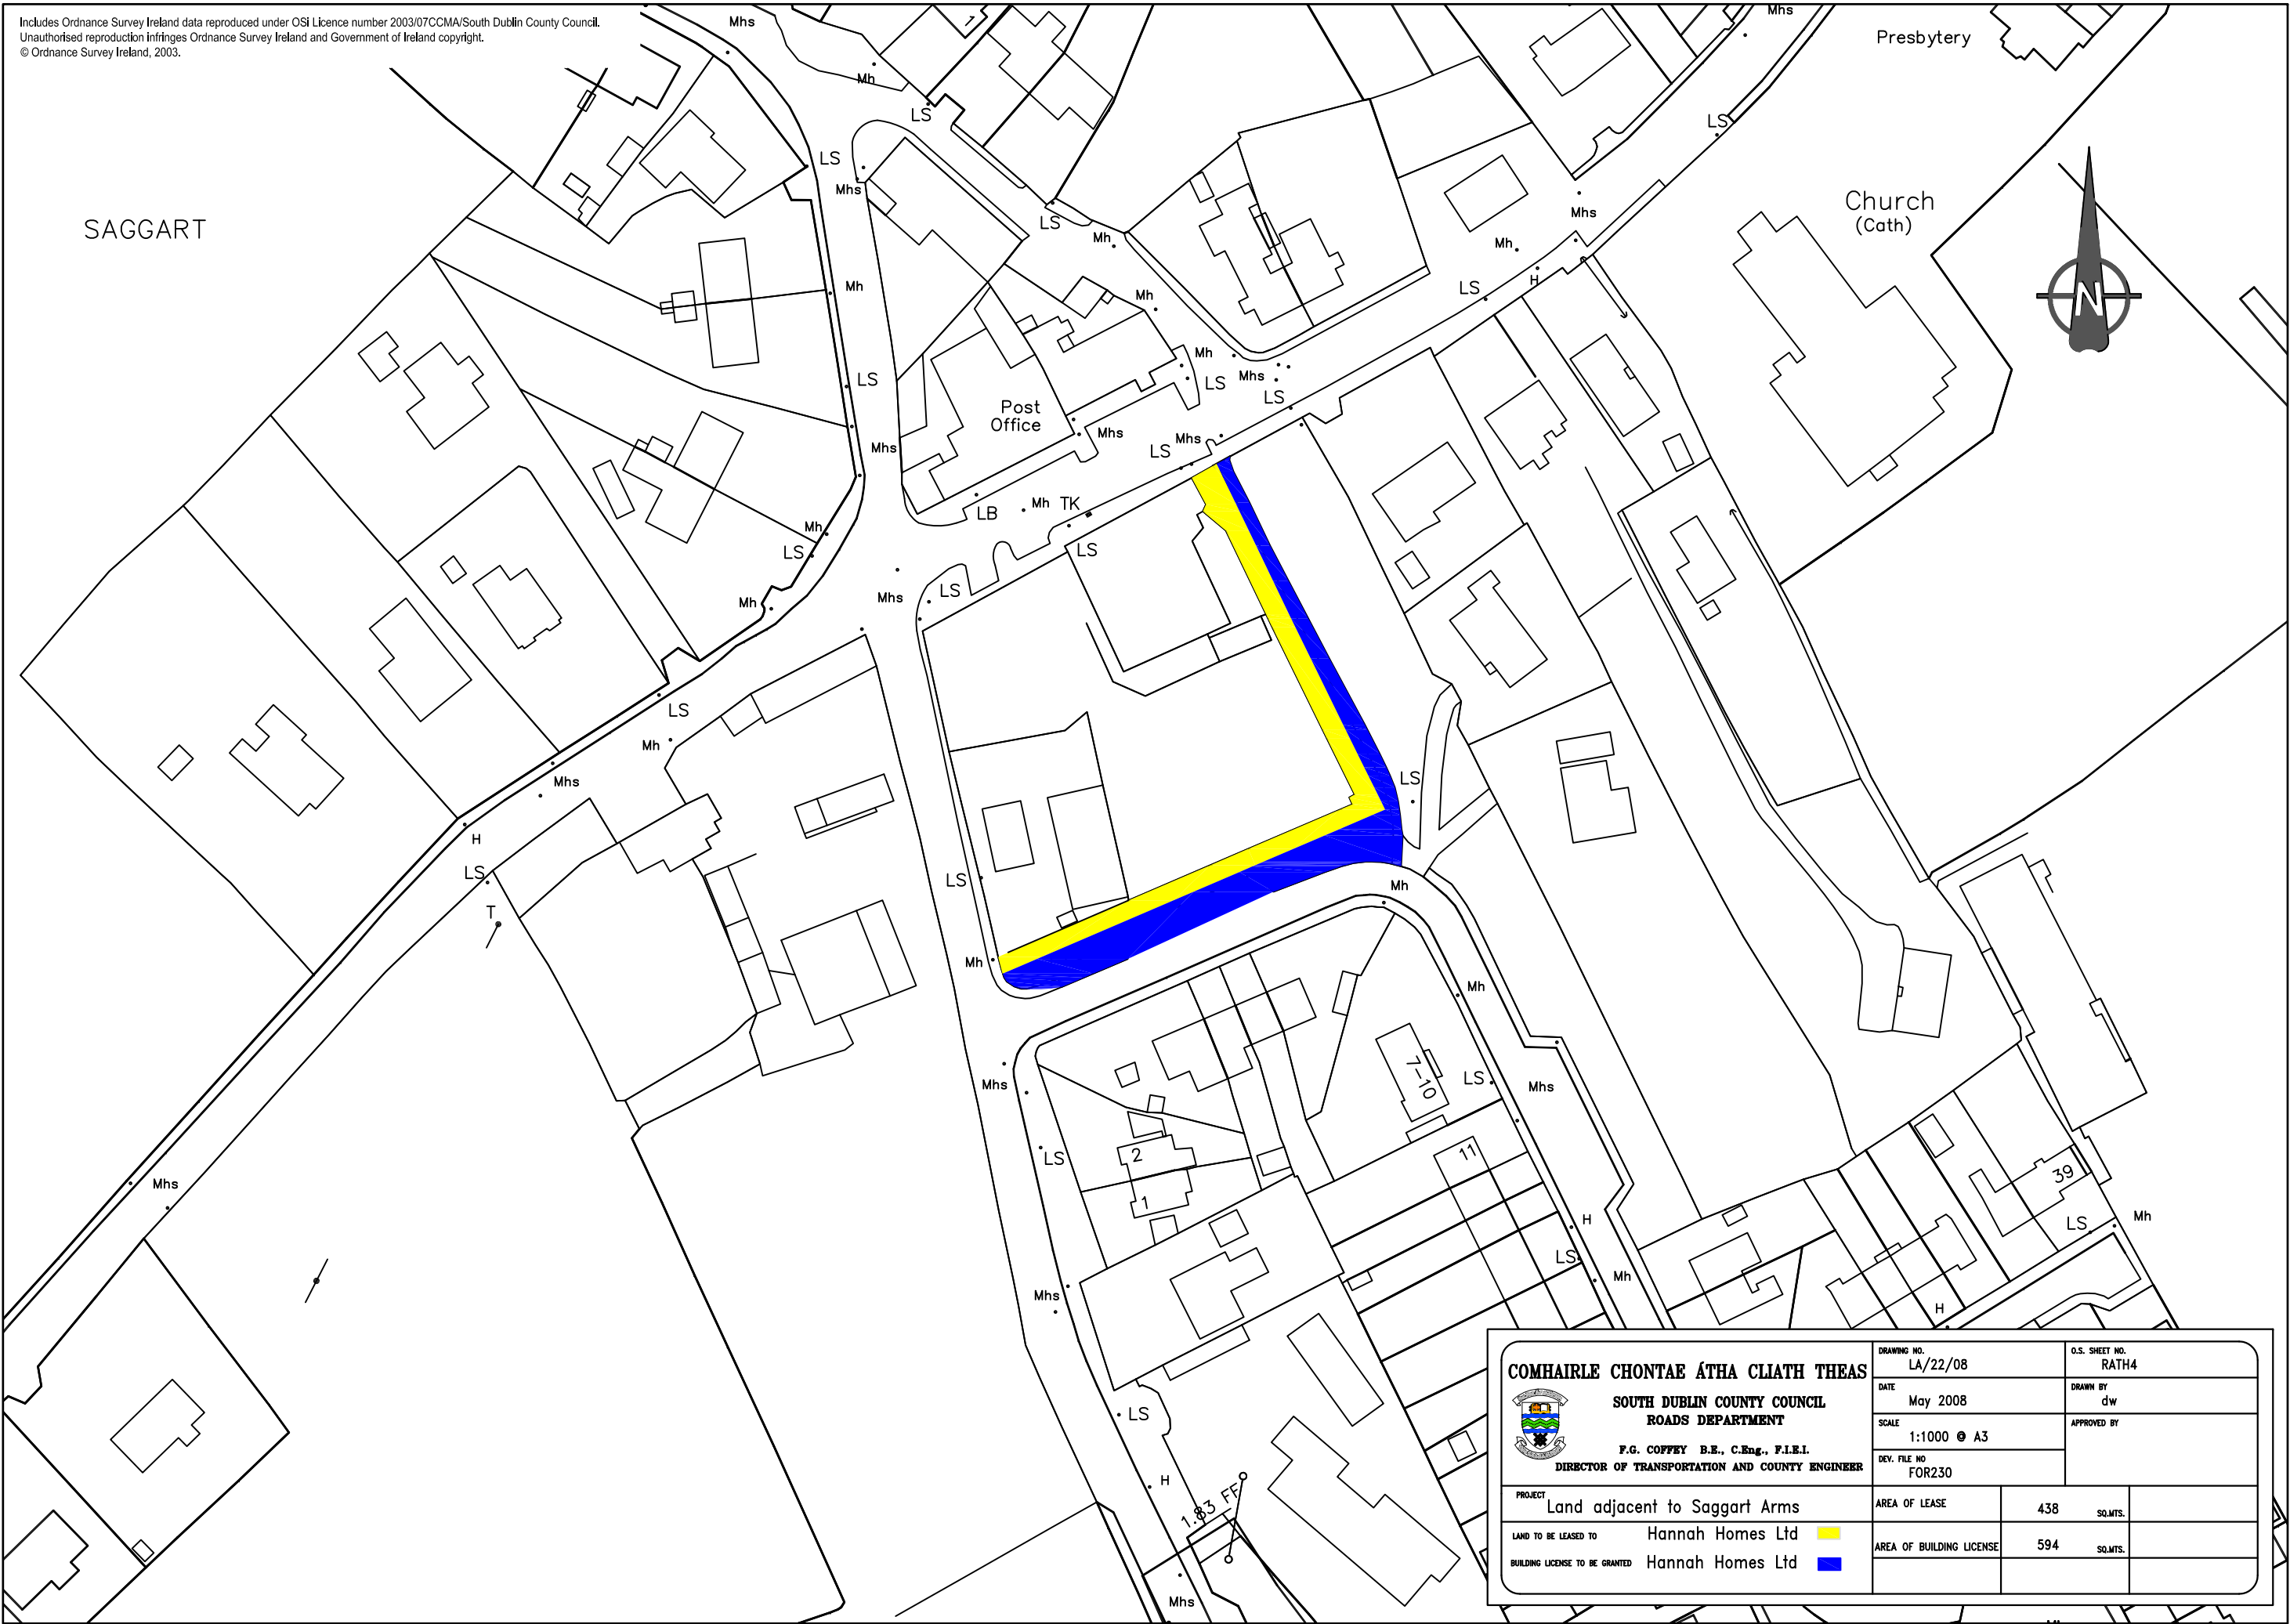 Includes Ordnance Survey Ireland data reproduced under OSi Licence number 2003/07CCMA/South Dublin County Council.
Unauthorised reproduction infringes Ordnance Survey Ireland and Government of Ireland copyright.
© Ordnance Survey Ireland, 2003.
Mhs
1
Mhs
Presbytery
Mh
LS
LS
LS
Mhs
Church
(Cath)
SAGGART
LS
Mhs
Mh
Mh
H
N
Mh
LS
Mh
Mh
LS
Mhs
LS
LS
Post
Office
Mhs
Mhs
LS
Mhs
LB
Mh
TK
Mh
LS
LS
Mhs
LS
Mh
LS
Mh
LS
Mhs
H
LS
LS
Mh
T
Mh
Mh
Mhs
7-10
LS
Mhs
LS
2
11
1
39
Mhs
H
LS
Mh
LS
Mh
Mhs
H
LS
H
1.83 FF
Mhs
COMHAIRLE CHONTAE ÁTHA CLIATH THEAS
SOUTH DUBLIN COUNTY COUNCIL
ROADS DEPARTMENT
F.G. COFFEY B.E., C.Eng., F.I.E.I.
DIRECTOR OF TRANSPORTATION AND COUNTY ENGINEER
DRAWING NO.
LA/22/08
O.S. SHEET NO.
RATH4
DATE
May 2008
DRAWN BY
dw
SCALE
1:1000 @ A3
APPROVED BY
DEV. FILE NO
FOR230
PROJECT
Land adjacent to Saggart Arms
AREA OF LEASE 438 SQ.MTS.
LAND TO BE LEASED TO Hannah Homes Ltd
BUILDING LICENSE TO BE GRANTED Hannah Homes Ltd
AREA OF BUILDING LICENSE 594 SQ.MTS.